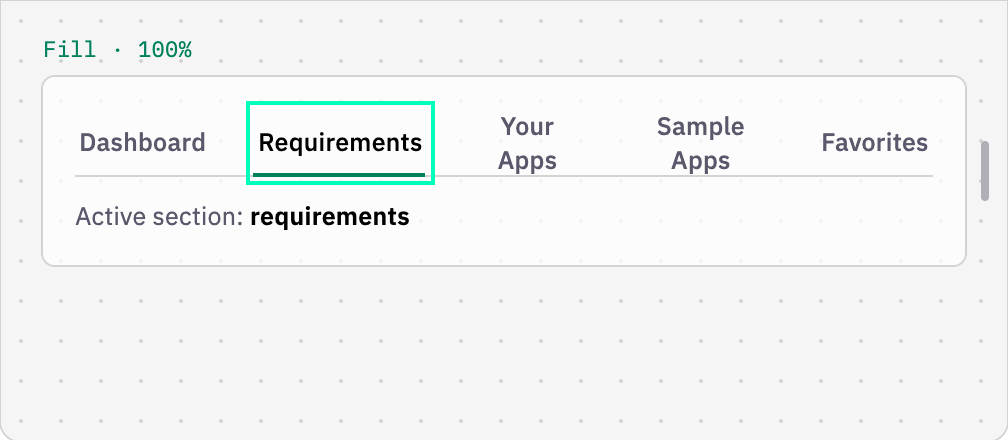 Fill · 100%
Dashboard
Requirements
Your
Apps
Sample
Apps
Favorites
Active section: requirements